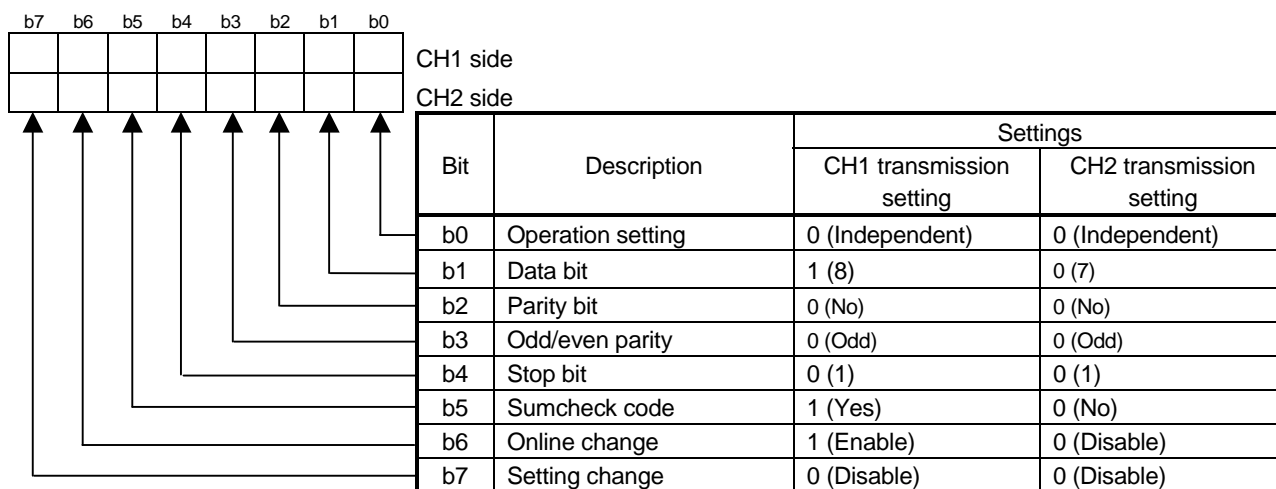 b7 b6 b5 b4 b3 b2 b1 b0
CH1 side
CH2 side
Bit Description Settings
CH1 transmission setting CH2 transmission setting
b0 Operation setting 0 (Independent) 0 (Independent)
b1 Data bit 1 (8) 0 (7)
b2 Parity bit 0 (No) 0 (No)
b3 Odd/even parity 0 (Odd) 0 (Odd)
b4 Stop bit 0 (1) 0 (1)
b5 Sumcheck code 1 (Yes) 0 (No)
b6 Online change 1 (Enable) 0 (Disable)
b7 Setting change 0 (Disable) 0 (Disable)